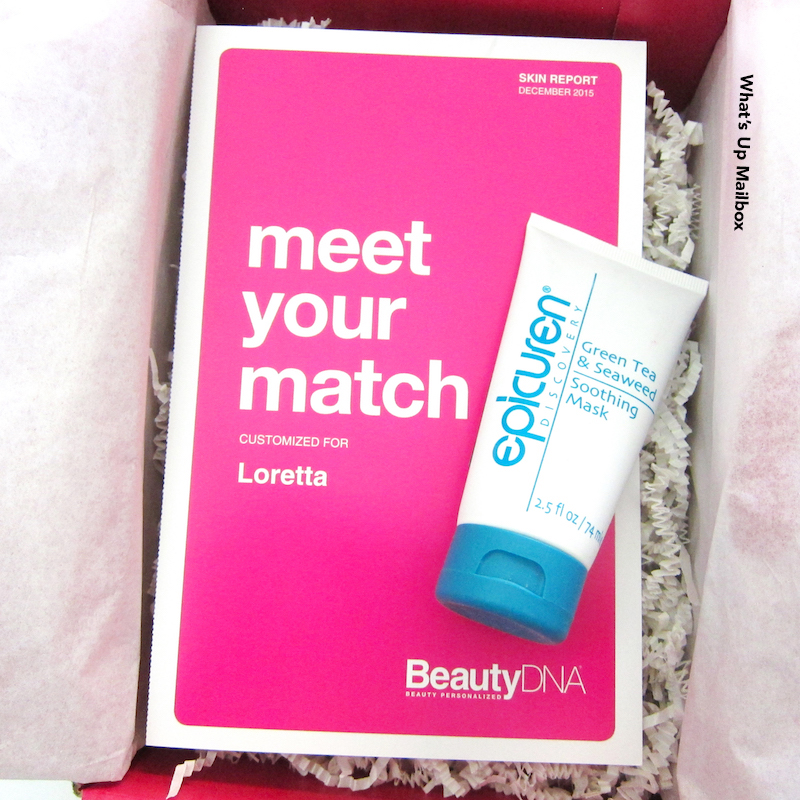 SKIN REPORT
DECEMBER 2015
meet
your
match
CUSTOMIZED FOR
Loretta
BeautyDNA
BEAUTY PERSONALIZED
epicuren®
DISCOVERY
Green Tea
& Seaweed
Soothing
Mask
2.5 fl oz/74 ml
What's Up Mailbox